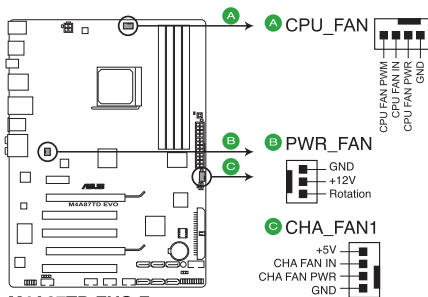 A
A CPU_FAN
CPU FAN PWM
CPU FAN IN
CPU FAN PWR
GND
B
B PWR_FAN
GND
+12V
Rotation
C
C CHA_FAN1
+5V
CHA FAN IN
CHA FAN PWR
GND
ASUS
M4A87TD EVO